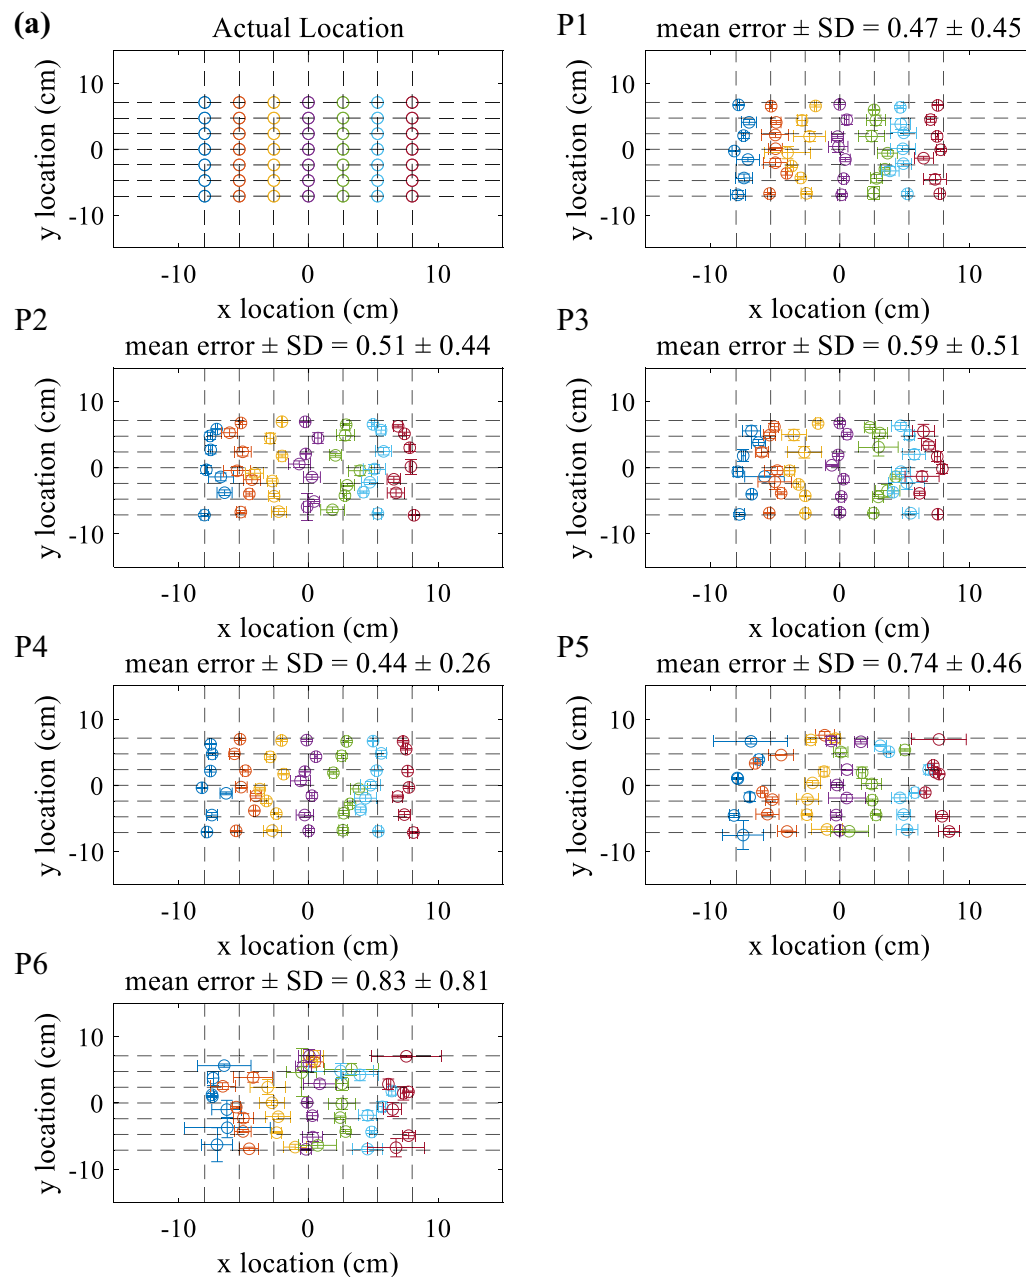 (a)
Actual Location
10
0
-10
y location (cm)
-10
0
10
x location (cm)
P1
mean error ± SD = 0.47 ± 0.45
10
0
-10
y location (cm)
-10
0
10
x location (cm)
P2
mean error ± SD = 0.51 ± 0.44
10
0
-10
y location (cm)
-10
0
10
x location (cm)
P3
mean error ± SD = 0.59 ± 0.51
10
0
-10
y location (cm)
-10
0
10
x location (cm)
P4
mean error ± SD = 0.44 ± 0.26
10
0
-10
y location (cm)
-10
0
10
x location (cm)
P5
mean error ± SD = 0.74 ± 0.46
10
0
-10
y location (cm)
-10
0
10
x location (cm)
P6
mean error ± SD = 0.83 ± 0.81
10
0
-10
y location (cm)
-10
0
10
x location (cm)